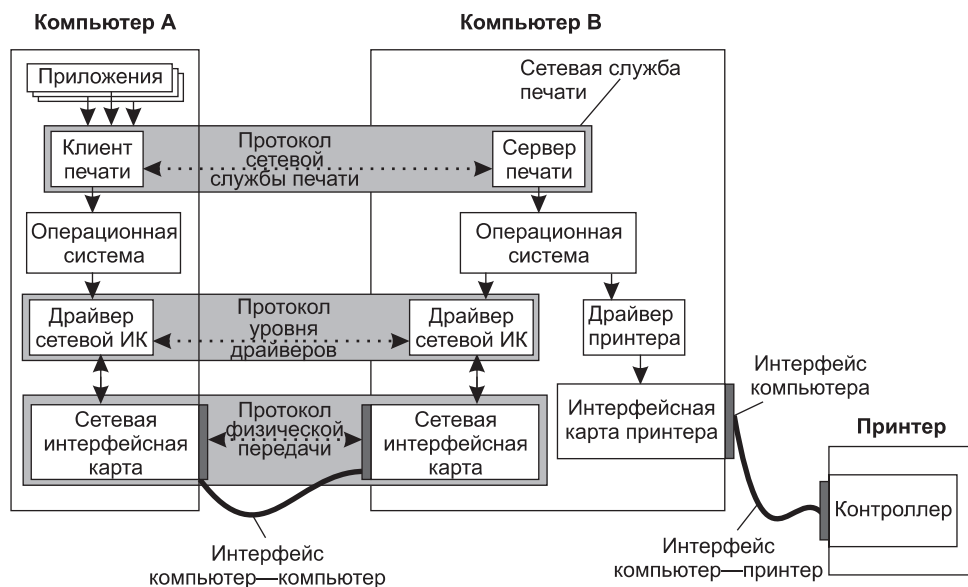 Компьютер А
Компьютер В
Приложения
Сетевая служба
печати
Клиент
печати
Протокол
сетевой
службы печати
Сервер
печати
Операционная
система
Операционная
система
Драйвер
сетевой ИК
Протокол
уровня
драйверов
Драйвер
сетевой ИК
Драйвер
принтера
Интерфейс
компьютера
Сетевая
интерфейсная
карта
Протокол
физической
передачи
Сетевая
интерфейсная
карта
Интерфейсная
карта принтера
Принтер
Контроллер
Интерфейс
компьютер—компьютер
Интерфейс
компьютер—принтер